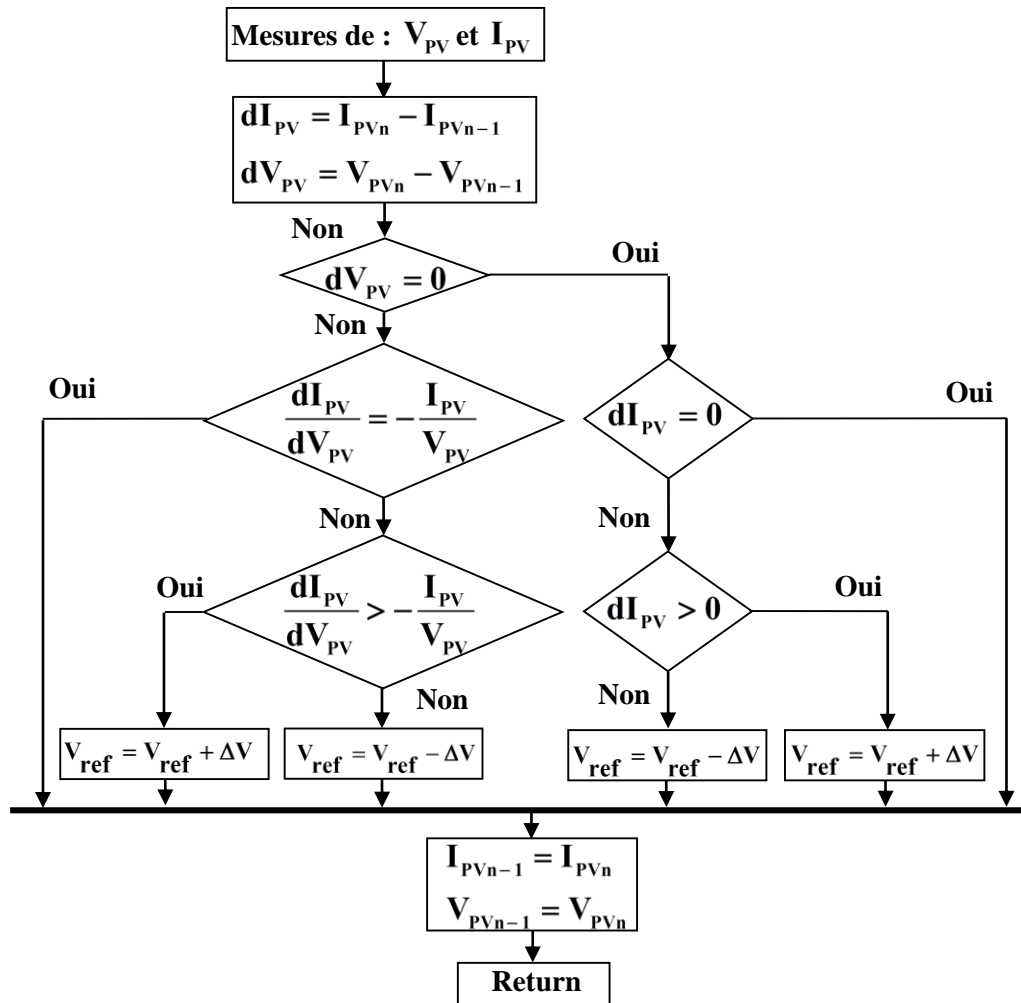 Mesures de : V_PV et I_PV
dI_PV = I_PVn − I_PVn−1
dV_PV = V_PVn − V_PVn−1
Non
Oui
dV_PV = 0
Non
Oui
dI_PV/dV_PV = − I_PV/V_PV
dI_PV = 0
Oui
Non
Non
Oui
dI_PV/dV_PV > − I_PV/V_PV
dI_PV > 0
Oui
Non
Non
V_ref = V_ref + ΔV
V_ref = V_ref − ΔV
V_ref = V_ref − ΔV
V_ref = V_ref + ΔV
I_PVn−1 = I_PVn
V_PVn−1 = V_PVn
Return